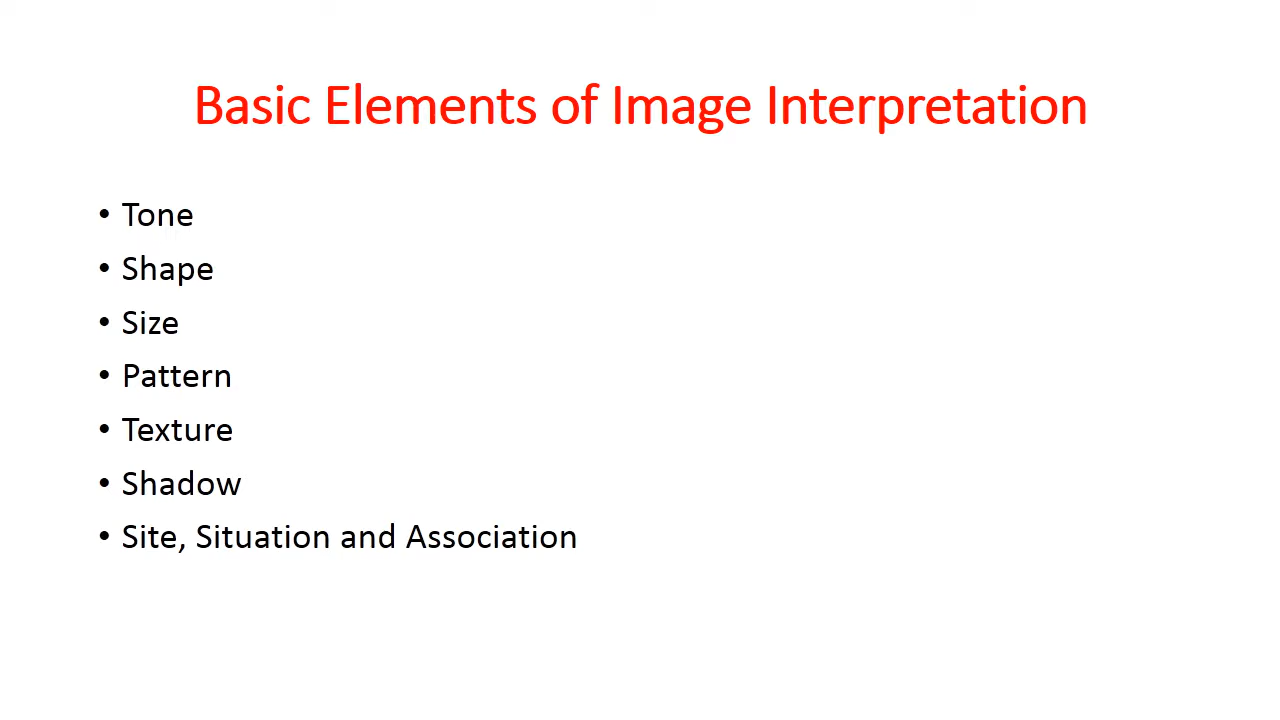 Basic Elements of Image Interpretation
• Tone
• Shape
• Size
• Pattern
• Texture
• Shadow
• Site, Situation and Association